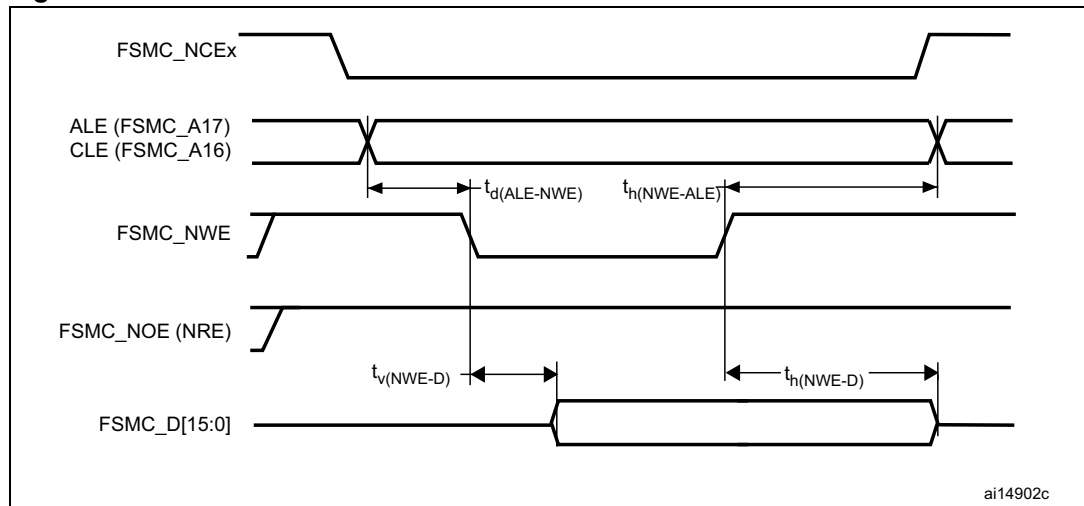 FSMC_NCEx
ALE (FSMC_A17)
CLE (FSMC_A16)
td(ALE-NWE)
th(NWE-ALE)
FSMC_NWE
FSMC_NOE (NRE)
tv(NWE-D)
th(NWE-D)
FSMC_D[15:0]
ai14902c